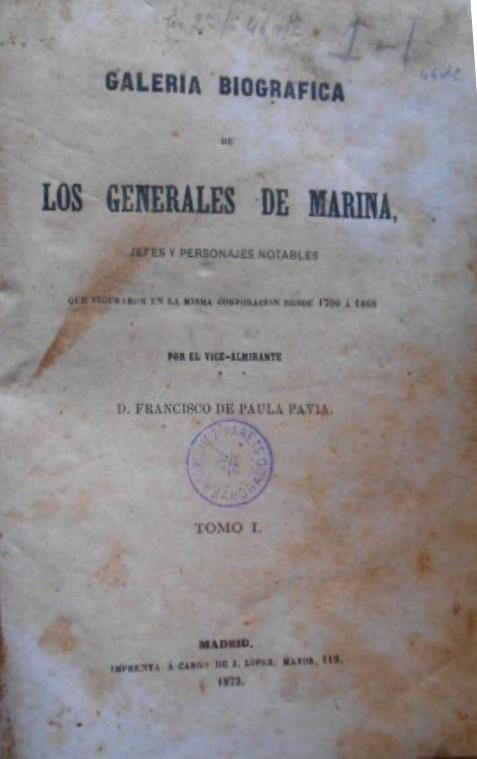 GALERIA BIOGRAFICA
DE
LOS GENERALES DE MARINA,
JEFES Y PERSONAJES NOTABLES
QUE FIGURARON EN LA MISMA CORPORACION DESDE 1700 Á 1868
POR EL VICE-ALMIRANTE
D. FRANCISCO DE PAULA PAVIA.
TOMO I.
MADRID,
IMPRENTA Á CARGO DE J. LOPEZ, MAYOR, 119.
1873.